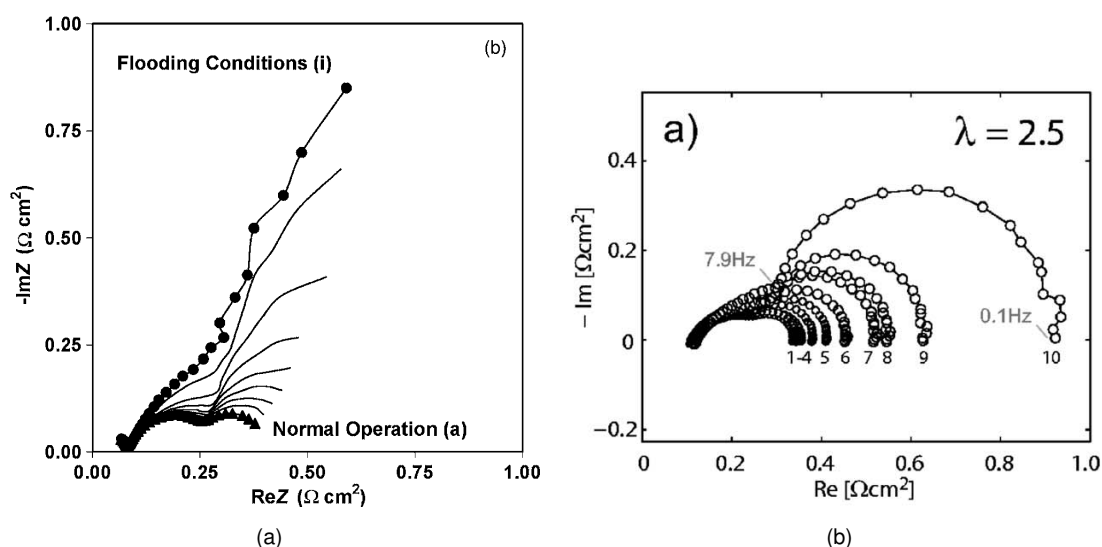 1.00
(b)
Flooding Conditions (i)
0.75
-ImZ (Ω cm²)
0.50
0.25
Normal Operation (a)
0.00
0.00 0.25 0.50 0.75 1.00
ReZ (Ω cm²)
(a)
a)
λ = 2.5
0.4
− Im [Ωcm²]
7.9Hz
0.2
0.1Hz
0
1-4 5 6 7 8 9 10
−0.2
0 0.2 0.4 0.6 0.8 1.0
Re [Ωcm²]
(b)